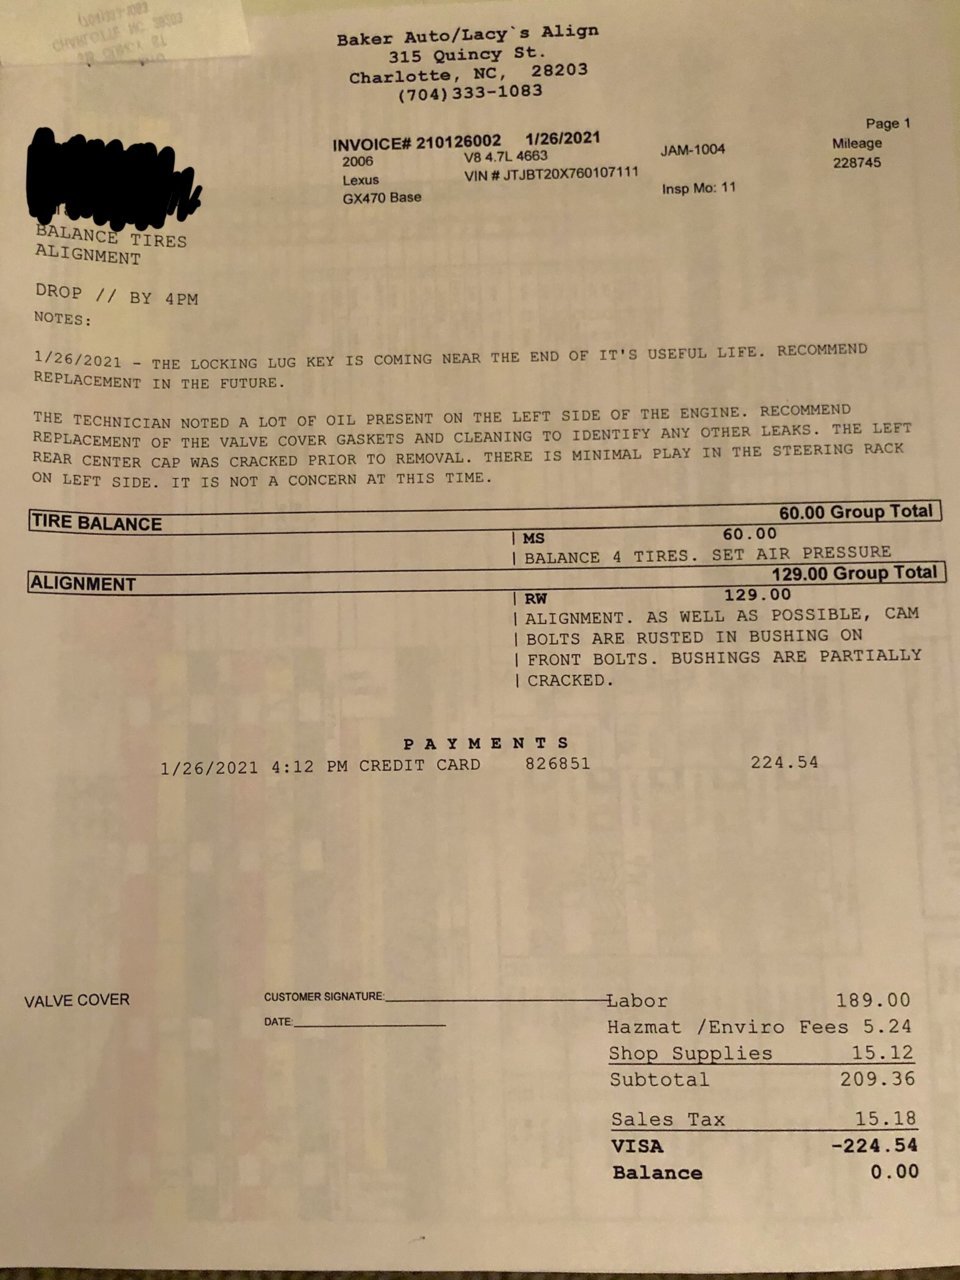 (704)333-1083
CHARLOTTE NC 28203
315 QUINCY ST
Baker Auto/Lacy`s Align
315 Quincy St.
Charlotte, NC, 28203
(704)333-1083
Page 1
INVOICE# 210126002 1/26/2021
2006 V8 4.7L 4663 JAM-1004 Mileage
Lexus VIN # JTJBT20X760107111 228745
GX470 Base Insp Mo: 11
BALANCE TIRES
ALIGNMENT
DROP // BY 4PM
NOTES:
1/26/2021 - THE LOCKING LUG KEY IS COMING NEAR THE END OF IT'S USEFUL LIFE. RECOMMEND
REPLACEMENT IN THE FUTURE.
THE TECHNICIAN NOTED A LOT OF OIL PRESENT ON THE LEFT SIDE OF THE ENGINE. RECOMMEND
REPLACEMENT OF THE VALVE COVER GASKETS AND CLEANING TO IDENTIFY ANY OTHER LEAKS. THE LEFT
REAR CENTER CAP WAS CRACKED PRIOR TO REMOVAL. THERE IS MINIMAL PLAY IN THE STEERING RACK
ON LEFT SIDE. IT IS NOT A CONCERN AT THIS TIME.
TIRE BALANCE 60.00 Group Total
| MS 60.00
| BALANCE 4 TIRES. SET AIR PRESSURE
ALIGNMENT 129.00 Group Total
| RW 129.00
| ALIGNMENT. AS WELL AS POSSIBLE, CAM
| BOLTS ARE RUSTED IN BUSHING ON
| FRONT BOLTS. BUSHINGS ARE PARTIALLY
| CRACKED.
P A Y M E N T S
1/26/2021 4:12 PM CREDIT CARD 826851 224.54
VALVE COVER CUSTOMER SIGNATURE: Labor 189.00
DATE: Hazmat /Enviro Fees 5.24
Shop Supplies 15.12
Subtotal 209.36
Sales Tax 15.18
VISA -224.54
Balance 0.00